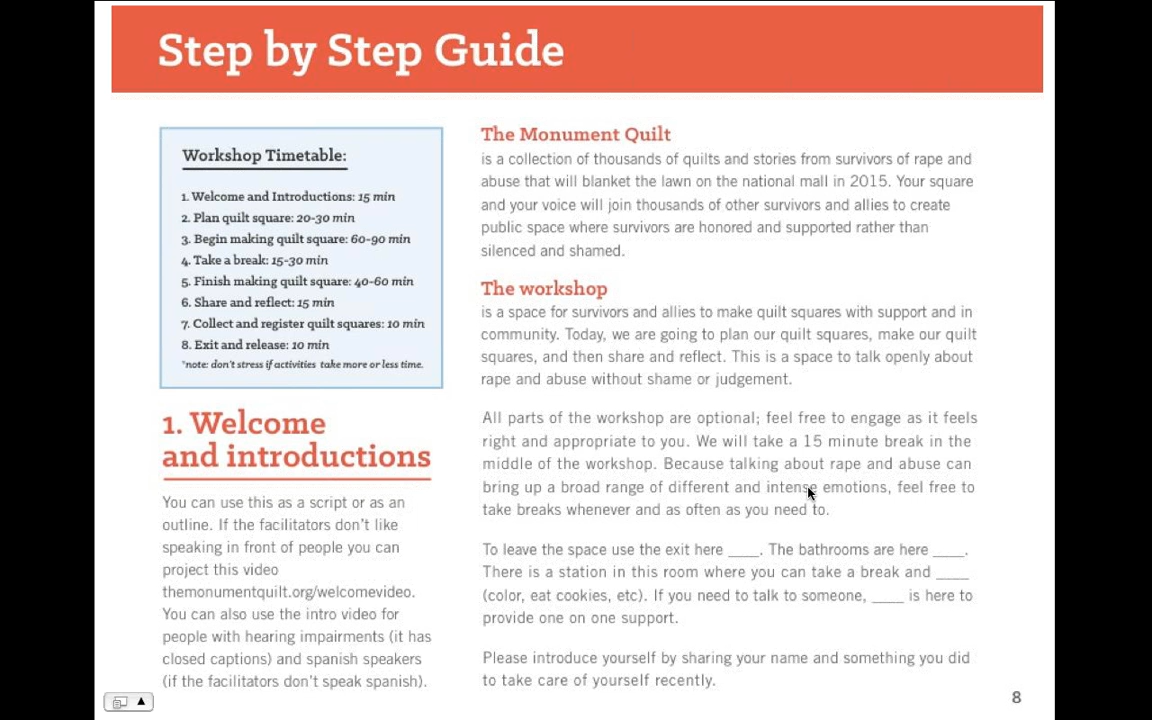 Step by Step Guide
Workshop Timetable:
1. Welcome and Introductions: 15 min
2. Plan quilt square: 20-30 min
3. Begin making quilt square: 60-90 min
4. Take a break: 15-30 min
5. Finish making quilt square: 40-60 min
6. Share and reflect: 15 min
7. Collect and register quilt squares: 10 min
8. Exit and release: 10 min
*note: don't stress if activities take more or less time.
1. Welcome
and introductions
You can use this as a script or as an
outline. If the facilitators don't like
speaking in front of people you can
project this video
themonumentquilt.org/welcomevideo.
You can also use the intro video for
people with hearing impairments (it has
closed captions) and spanish speakers
(if the facilitators don't speak spanish).
The Monument Quilt
is a collection of thousands of quilts and stories from survivors of rape and
abuse that will blanket the lawn on the national mall in 2015. Your square
and your voice will join thousands of other survivors and allies to create
public space where survivors are honored and supported rather than
silenced and shamed.
The workshop
is a space for survivors and allies to make quilt squares with support and in
community. Today, we are going to plan our quilt squares, make our quilt
squares, and then share and reflect. This is a space to talk openly about
rape and abuse without shame or judgement.
All parts of the workshop are optional; feel free to engage as it feels
right and appropriate to you. We will take a 15 minute break in the
middle of the workshop. Because talking about rape and abuse can
bring up a broad range of different and intense emotions, feel free to
take breaks whenever and as often as you need to.
To leave the space use the exit here ____. The bathrooms are here ____.
There is a station in this room where you can take a break and ____
(color, eat cookies, etc). If you need to talk to someone, ____ is here to
provide one on one support.
Please introduce yourself by sharing your name and something you did
to take care of yourself recently.
8